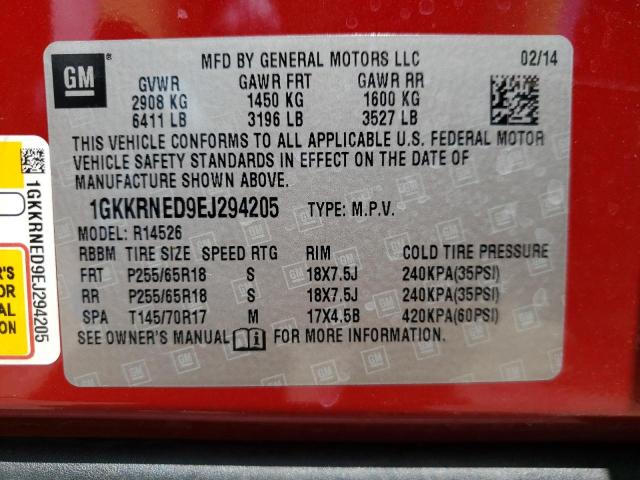 GM
MFD BY GENERAL MOTORS LLC 02/14
GVWR GAWR FRT GAWR RR
2908 KG 1450 KG 1600 KG
6411 LB 3196 LB 3527 LB
THIS VEHICLE CONFORMS TO ALL APPLICABLE U.S. FEDERAL MOTOR
VEHICLE SAFETY STANDARDS IN EFFECT ON THE DATE OF
MANUFACTURE SHOWN ABOVE.
1GKKRNED9EJ294205 TYPE: M.P.V.
MODEL: R14526
RBBM TIRE SIZE SPEED RTG RIM COLD TIRE PRESSURE
FRT P255/65R18 S 18X7.5J 240KPA(35PSI)
RR P255/65R18 S 18X7.5J 240KPA(35PSI)
SPA T145/70R17 M 17X4.5B 420KPA(60PSI)
SEE OWNER'S MANUAL FOR MORE INFORMATION
1GKKRNED9EJ294205
R'S
OR
AL
ON